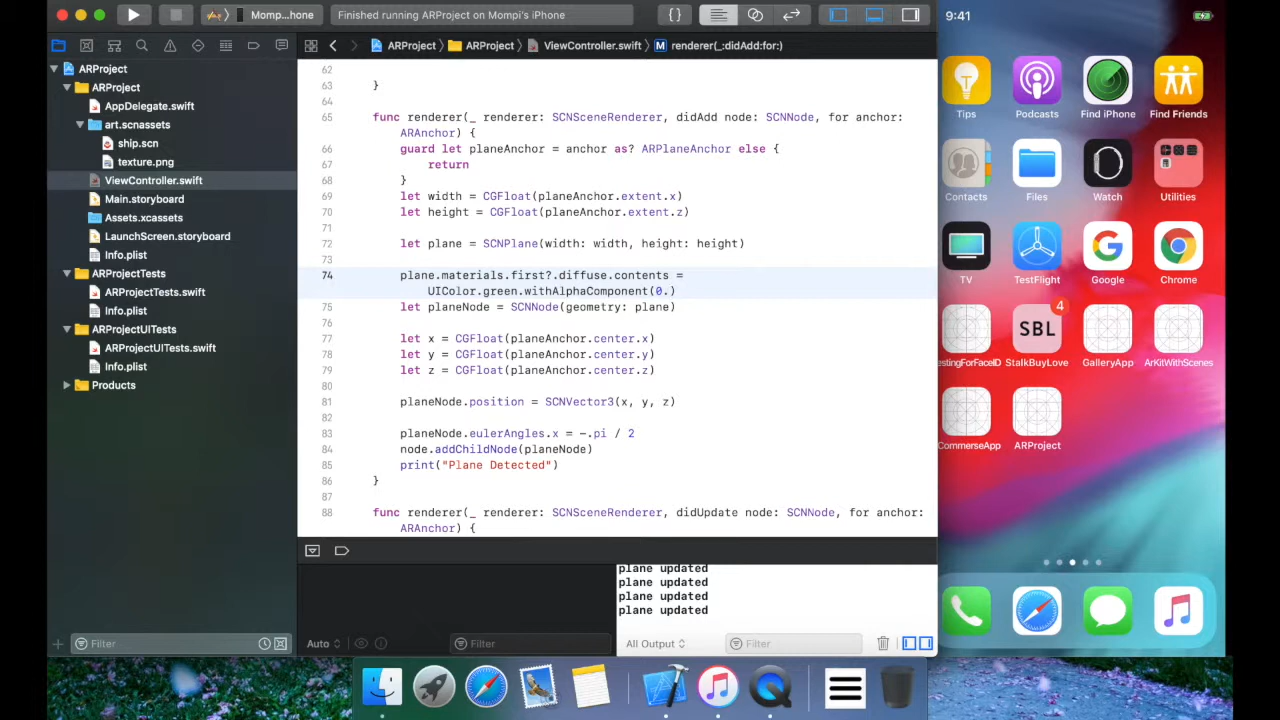 Momp...hone
Finished running ARProject on Mompi's iPhone
ARProject
ARProject
ViewController.swift
M
renderer(_:didAdd:for:)
ARProject
ARProject
AppDelegate.swift
art.scnassets
ship.scn
texture.png
ViewController.swift
Main.storyboard
Assets.xcassets
LaunchScreen.storyboard
Info.plist
ARProjectTests
ARProjectTests.swift
Info.plist
ARProjectUITests
ARProjectUITests.swift
Info.plist
Products
Filter
62
63 }
64
65 func renderer(_ renderer: SCNSceneRenderer, didAdd node: SCNNode, for anchor:
ARAnchor) {
66 guard let planeAnchor = anchor as? ARPlaneAnchor else {
67 return
68 }
69 let width = CGFloat(planeAnchor.extent.x)
70 let height = CGFloat(planeAnchor.extent.z)
71
72 let plane = SCNPlane(width: width, height: height)
73
74 plane.materials.first?.diffuse.contents =
UIColor.green.withAlphaComponent(0.)
75 let planeNode = SCNNode(geometry: plane)
76
77 let x = CGFloat(planeAnchor.center.x)
78 let y = CGFloat(planeAnchor.center.y)
79 let z = CGFloat(planeAnchor.center.z)
80
81 planeNode.position = SCNVector3(x, y, z)
82
83 planeNode.eulerAngles.x = -.pi / 2
84 node.addChildNode(planeNode)
85 print("Plane Detected")
86 }
87
88 func renderer(_ renderer: SCNSceneRenderer, didUpdate node: SCNNode, for anchor:
ARAnchor) {
plane updated
plane updated
plane updated
plane updated
Auto
Filter
All Output
Filter
9:41
Tips
Podcasts
Find iPhone
Find Friends
Contacts
Files
Watch
Utilities
TV
TestFlight
Google
Chrome
4
SBL
estingForFaceID
StalkBuyLove
GalleryApp
ArKitWithScenes
CommerseApp
ARProject